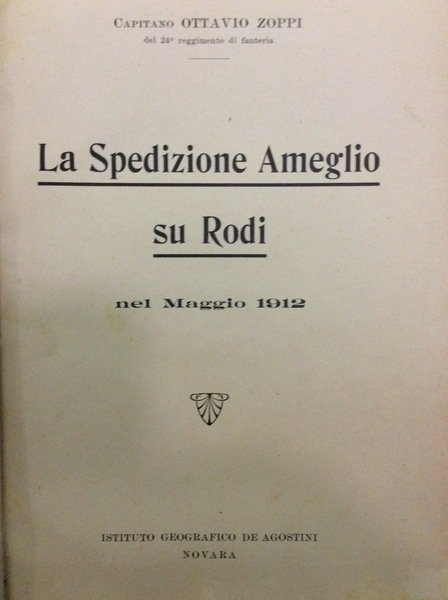 CAPITANO OTTAVIO ZOPPI
del 24º reggimento di fanteria
La Spedizione Ameglio
su Rodi
nel Maggio 1912
ISTITUTO GEOGRAFICO DE AGOSTINI
NOVARA